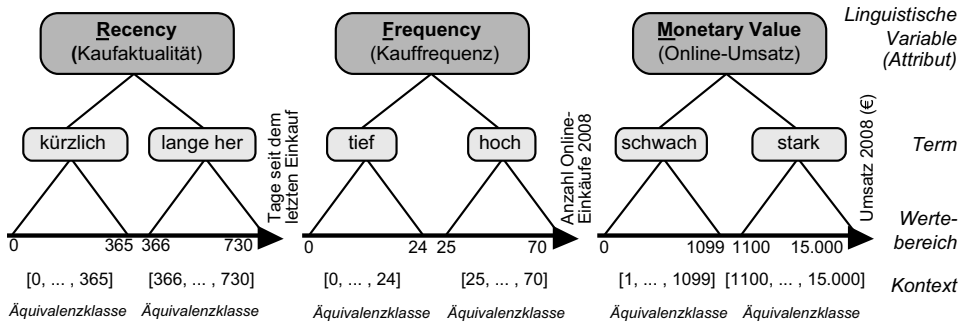 Recency
(Kaufaktualität)
Frequency
(Kauffrequenz)
Monetary Value
(Online-Umsatz)
Linguistische
Variable
(Attribut)
kürzlich
lange her
Tage seit dem
letzten Einkauf
tief
hoch
Anzahl Online-
Einkäufe 2008
schwach
stark
Umsatz 2008 (€)
Term
0 365 366 730
0 24 25 70
0 1099 1100 15.000
Werte-
bereich
[0, ... , 365] [366, ... , 730]
[0, ... , 24] [25, ... , 70]
[1, ... , 1099] [1100, ... , 15.000]
Kontext
Äquivalenzklasse Äquivalenzklasse
Äquivalenzklasse Äquivalenzklasse
Äquivalenzklasse Äquivalenzklasse